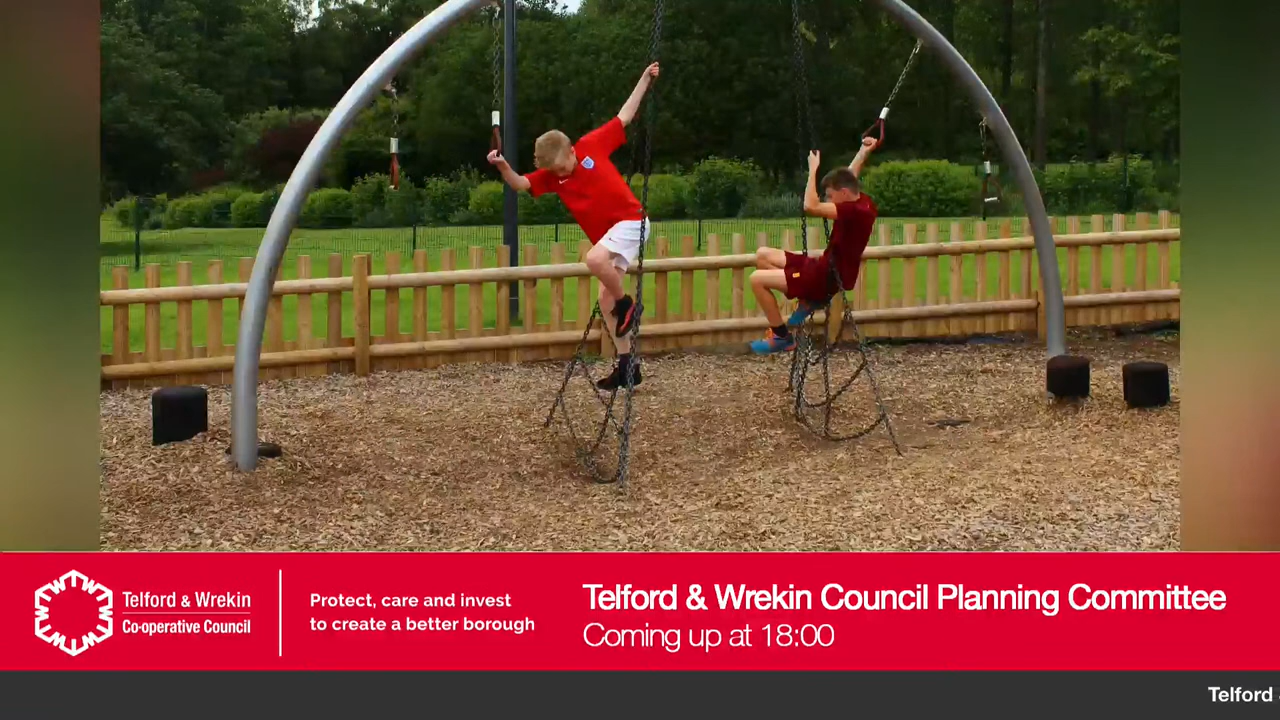 Telford & Wrekin
Co-operative Council
Protect, care and invest
to create a better borough
Telford & Wrekin Council Planning Committee
Coming up at 18:00
Telford